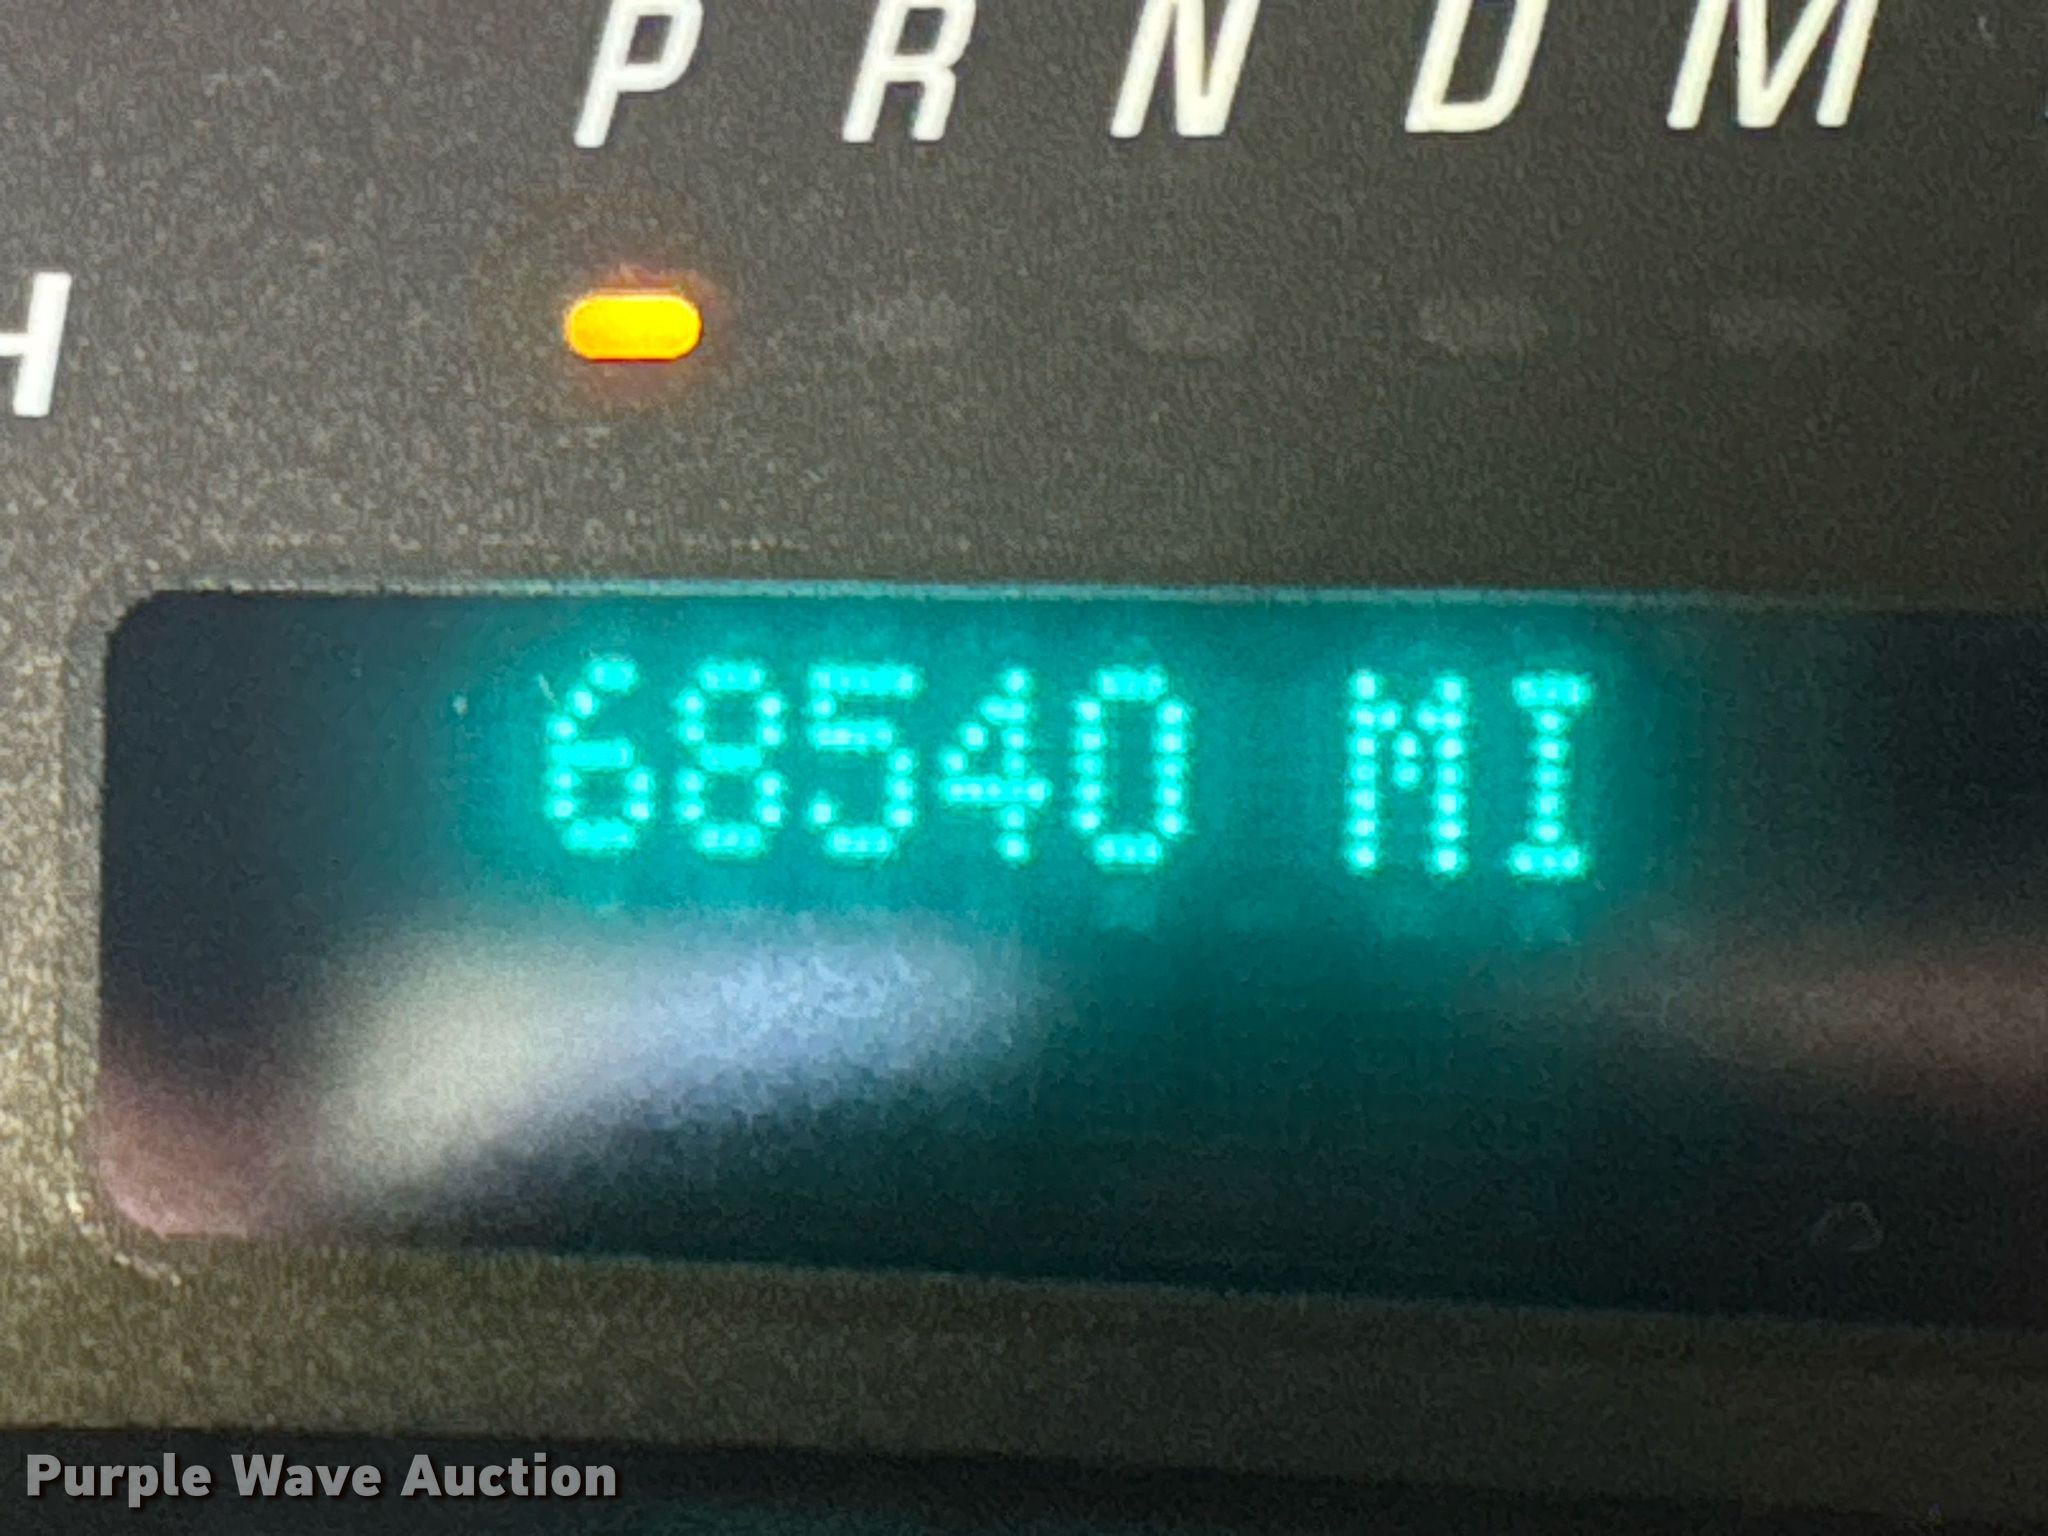 P R N D M
H
68540 MI
Purple Wave Auction